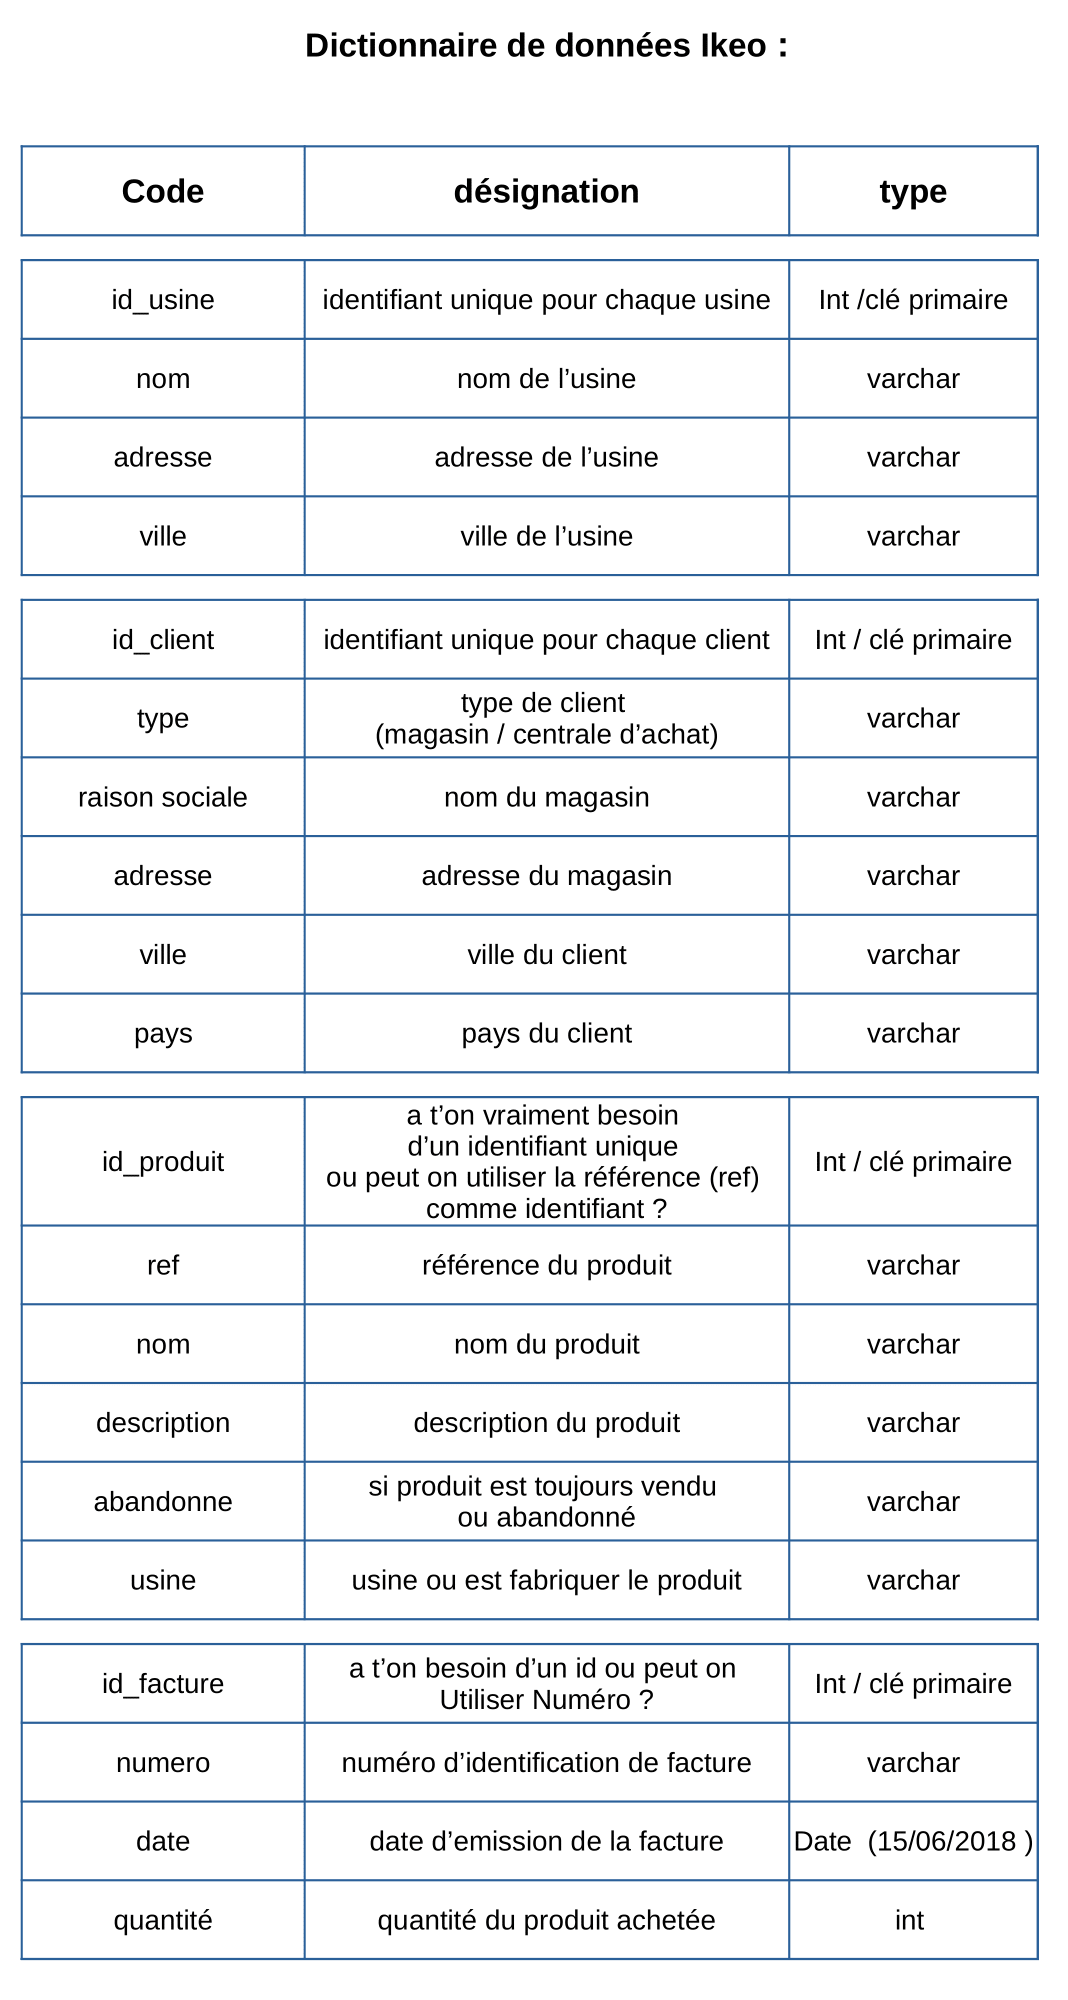 Dictionnaire de données Ikeo :
Code désignation type
id_usine identifiant unique pour chaque usine Int /clé primaire
nom nom de l’usine varchar
adresse adresse de l’usine varchar
ville ville de l’usine varchar
id_client identifiant unique pour chaque client Int / clé primaire
type type de client
(magasin / centrale d’achat) varchar
raison sociale nom du magasin varchar
adresse adresse du magasin varchar
ville ville du client varchar
pays pays du client varchar
id_produit a t’on vraiment besoin
d’un identifiant unique
ou peut on utiliser la référence (ref)
comme identifiant ? Int / clé primaire
ref référence du produit varchar
nom nom du produit varchar
description description du produit varchar
abandonne si produit est toujours vendu
ou abandonné varchar
usine usine ou est fabriquer le produit varchar
id_facture a t’on besoin d’un id ou peut on
Utiliser Numéro ? Int / clé primaire
numero numéro d’identification de facture varchar
date date d’emission de la facture Date (15/06/2018 )
quantité quantité du produit achetée int